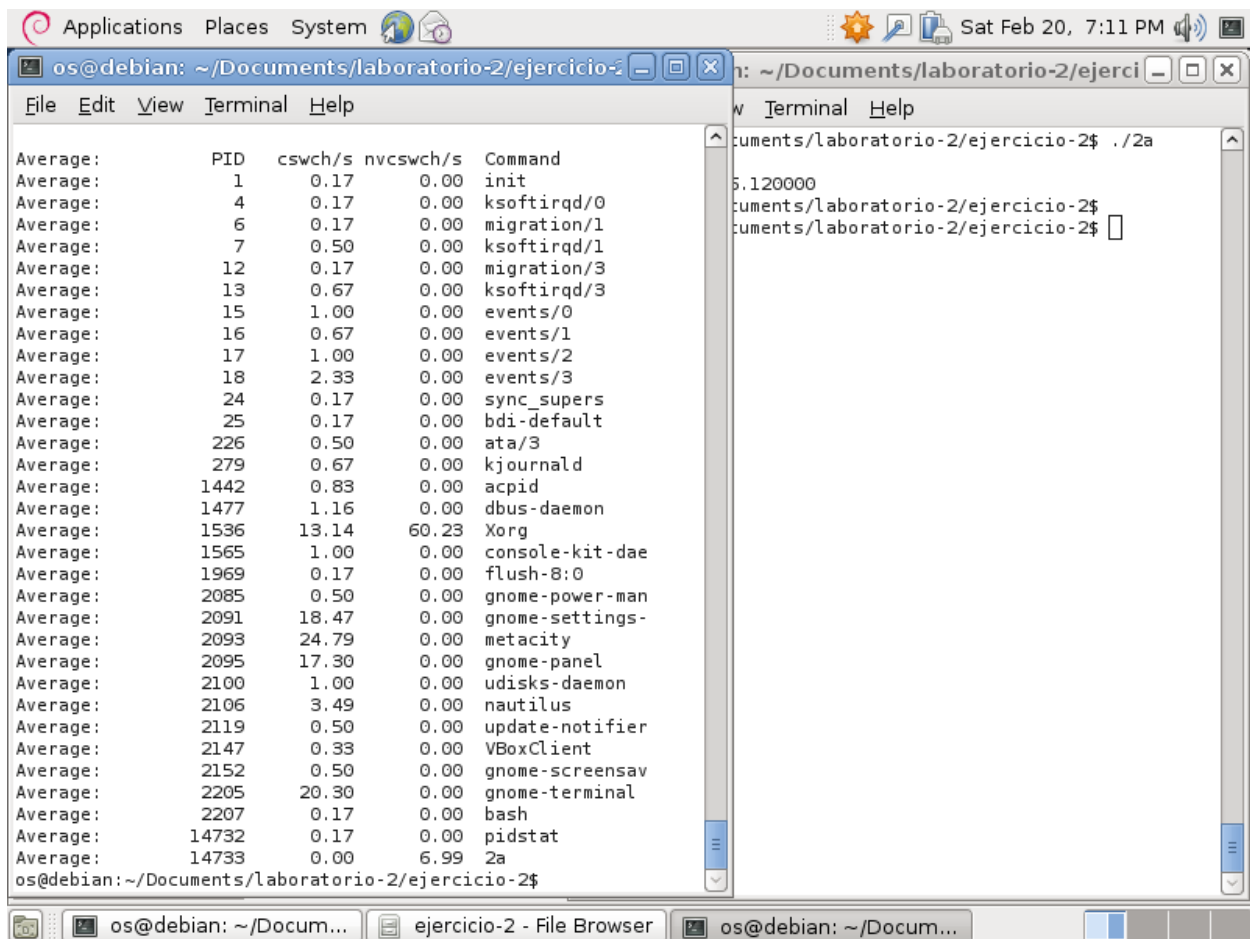 Applications Places System Sat Feb 20, 7:11 PM
os@debian: ~/Documents/laboratorio-2/ejercicio-2
File Edit View Terminal Help
Average: PID cswch/s nvcswch/s Command
Average: 1 0.17 0.00 init
Average: 4 0.17 0.00 ksoftirqd/0
Average: 6 0.17 0.00 migration/1
Average: 7 0.50 0.00 ksoftirqd/1
Average: 12 0.17 0.00 migration/3
Average: 13 0.67 0.00 ksoftirqd/3
Average: 15 1.00 0.00 events/0
Average: 16 0.67 0.00 events/1
Average: 17 1.00 0.00 events/2
Average: 18 2.33 0.00 events/3
Average: 24 0.17 0.00 sync_supers
Average: 25 0.17 0.00 bdi-default
Average: 226 0.50 0.00 ata/3
Average: 279 0.67 0.00 kjournald
Average: 1442 0.83 0.00 acpid
Average: 1477 1.16 0.00 dbus-daemon
Average: 1536 13.14 60.23 Xorg
Average: 1565 1.00 0.00 console-kit-dae
Average: 1969 0.17 0.00 flush-8:0
Average: 2085 0.50 0.00 gnome-power-man
Average: 2091 18.47 0.00 gnome-settings-
Average: 2093 24.79 0.00 metacity
Average: 2095 17.30 0.00 gnome-panel
Average: 2100 1.00 0.00 udisks-daemon
Average: 2106 3.49 0.00 nautilus
Average: 2119 0.50 0.00 update-notifier
Average: 2147 0.33 0.00 VBoxClient
Average: 2152 0.50 0.00 gnome-screensav
Average: 2205 20.30 0.00 gnome-terminal
Average: 2207 0.17 0.00 bash
Average: 14732 0.17 0.00 pidstat
Average: 14733 0.00 6.99 2a
os@debian:~/Documents/laboratorio-2/ejercicio-2$
n: ~/Documents/laboratorio-2/ejerci
w Terminal Help
cuments/laboratorio-2/ejercicio-2$ ./2a
5.120000
cuments/laboratorio-2/ejercicio-2$
cuments/laboratorio-2/ejercicio-2$
os@debian: ~/Docum... ejercicio-2 - File Browser os@debian: ~/Docum...